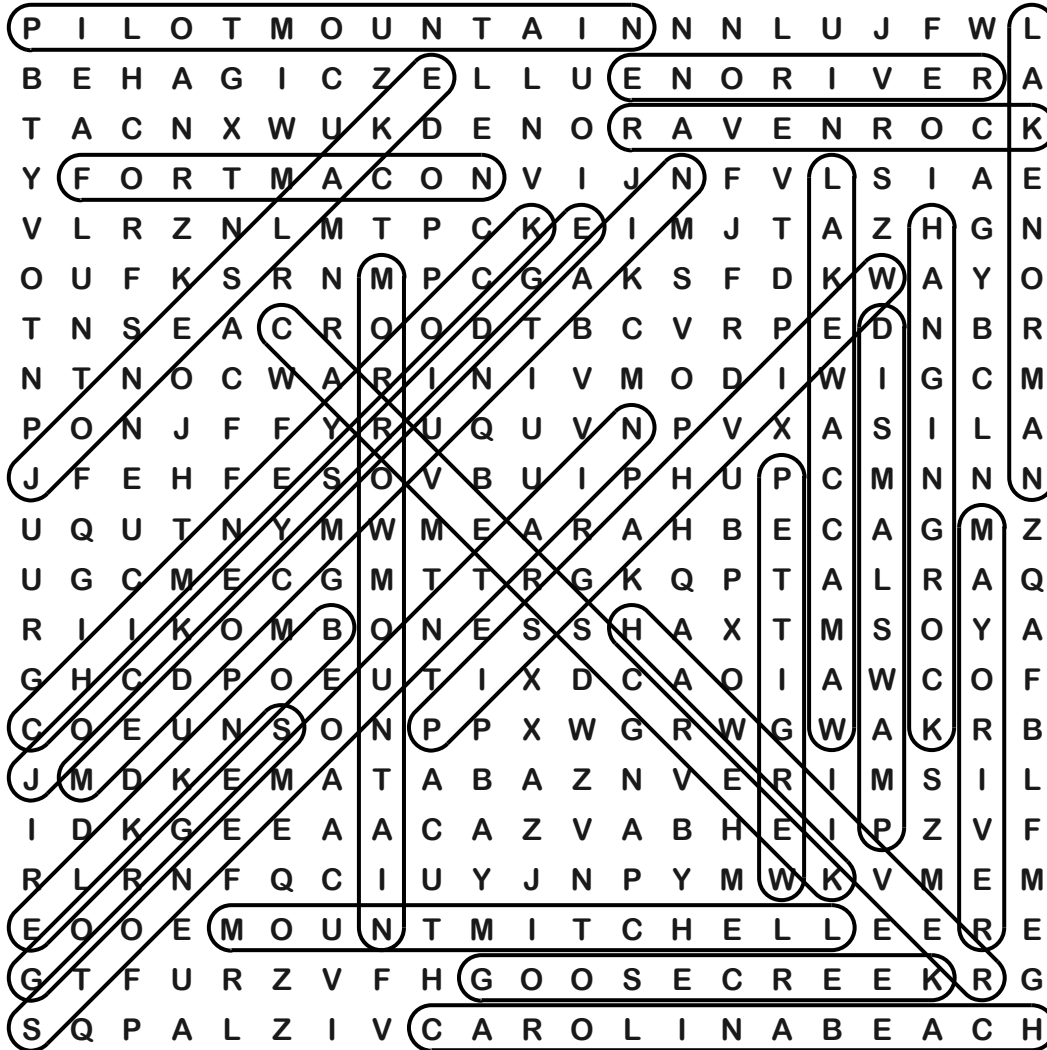 P I L O T M O U N T A I N N N L U J F W L
B E H A G I C Z E L L U E N O R I V E R A
T A C N X W U K D E N O R A V E N R O C K
Y F O R T M A C O N V I J N F V L S I A E
V L R Z N L M T P C K E I M J T A Z H G N
O U F K S R N M P C G A K S F D K W A Y O
T N S E A C R O O D T B C V R P E D N B R
N T N O C W A R I N I V M O D I W I G C M
P O N J F F Y R U Q U V N P V X A S I L A
J F E H F E S O V B U I P H U P C M N N N
U Q U T N Y M W M E A R A H B E C A G M Z
U G C M E C G M T T R G K Q P T A L R A Q
R I I K O M B O N E S S H A X T M S O Y A
G H C D P O E U T I X D C A O I A W C O F
C O E U N S O N P P X W G R W G W A K R B
J M D K E M A T A B A Z N V E R I M S I L
I D K G E E A A C A Z V A B H E I P Z V F
R L R N F Q C I U Y J N P Y M W K V M E M
E O O E M O U N T M I T C H E L L E E R E
G T F U R Z V F H G O O S E C R E E K R G
S Q P A L Z I V C A R O L I N A B E A C H